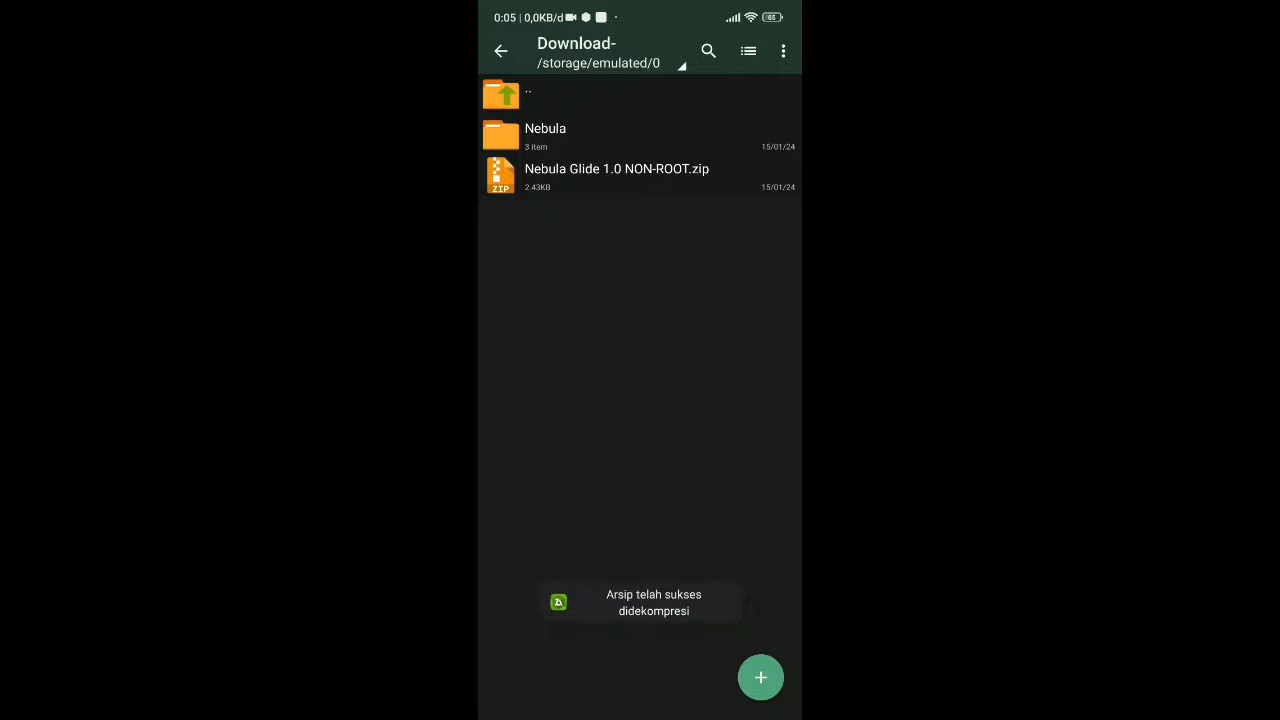 0:05 | 0,0KB/d
65
Download-
/storage/emulated/0
..
Nebula
3 item
15/01/24
Nebula Glide 1.0 NON-ROOT.zip
ZIP
2.43KB
15/01/24
Arsip telah sukses
didekompresi